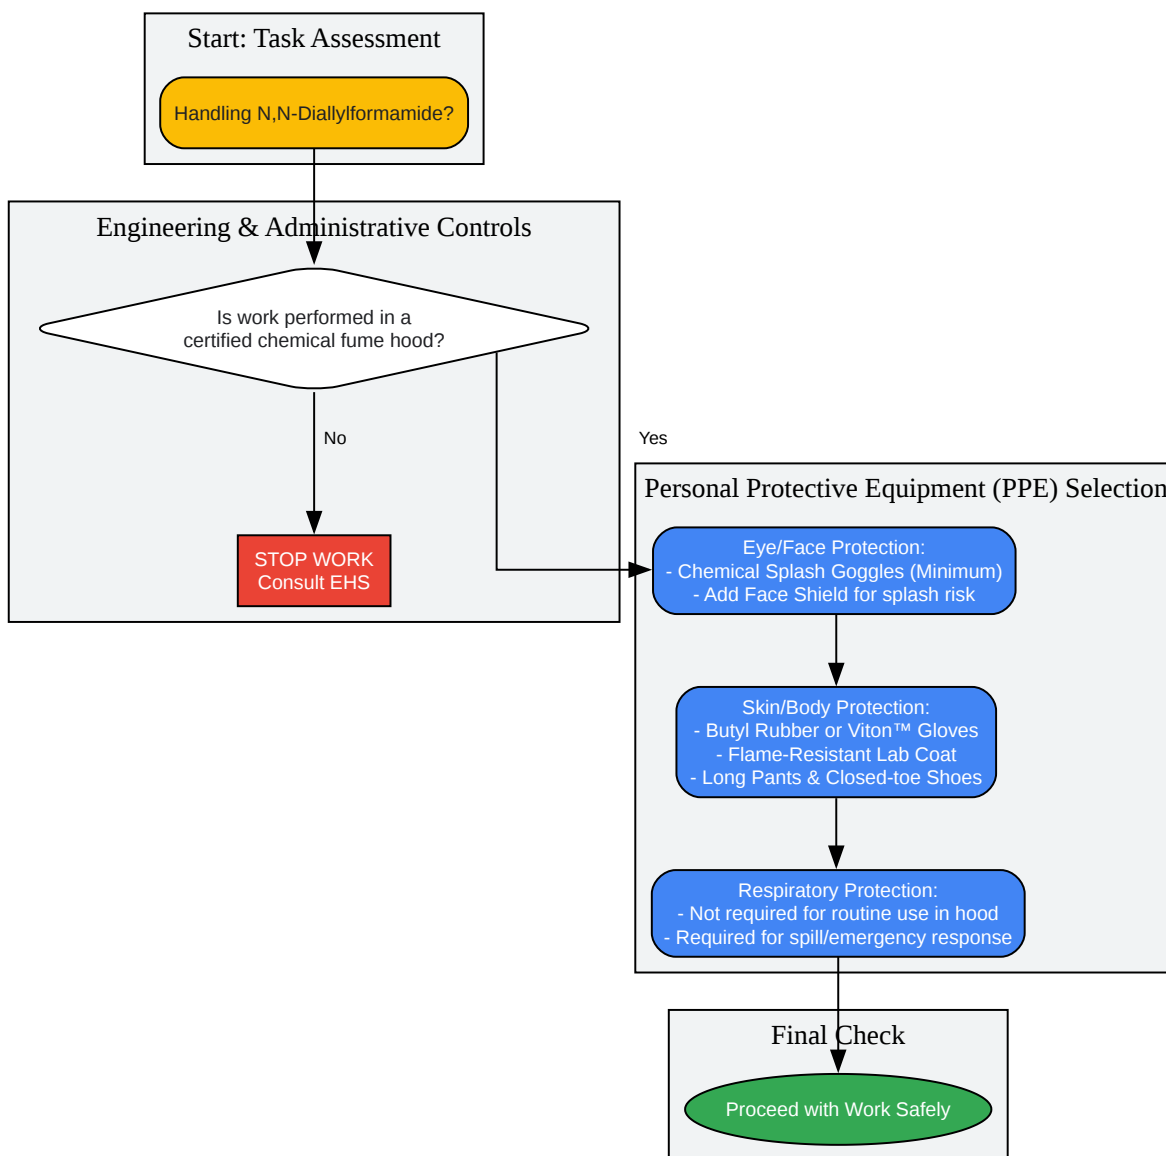 Start: Task Assessment
Handling N,N-Diallylformamide?
Engineering & Administrative Controls
Is work performed in a
certified chemical fume hood?
No
Yes
STOP WORK
Consult EHS
Personal Protective Equipment (PPE) Selection
Eye/Face Protection:
- Chemical Splash Goggles (Minimum)
- Add Face Shield for splash risk
Skin/Body Protection:
- Butyl Rubber or Viton™ Gloves
- Flame-Resistant Lab Coat
- Long Pants & Closed-toe Shoes
Respiratory Protection:
- Not required for routine use in hood
- Required for spill/emergency response
Final Check
Proceed with Work Safely